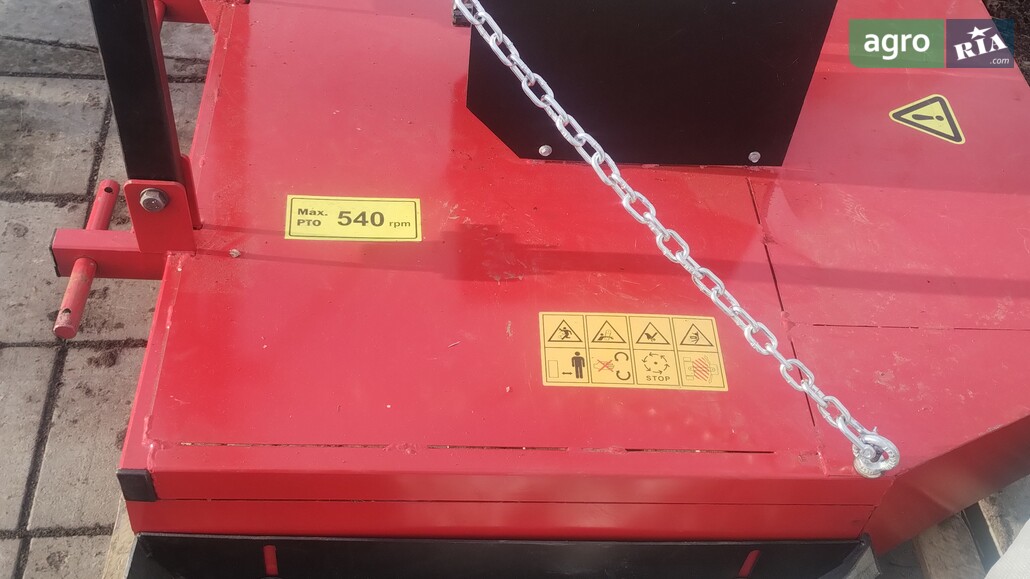 agro RIA
.com
Max. PTO 540 rpm
STOP